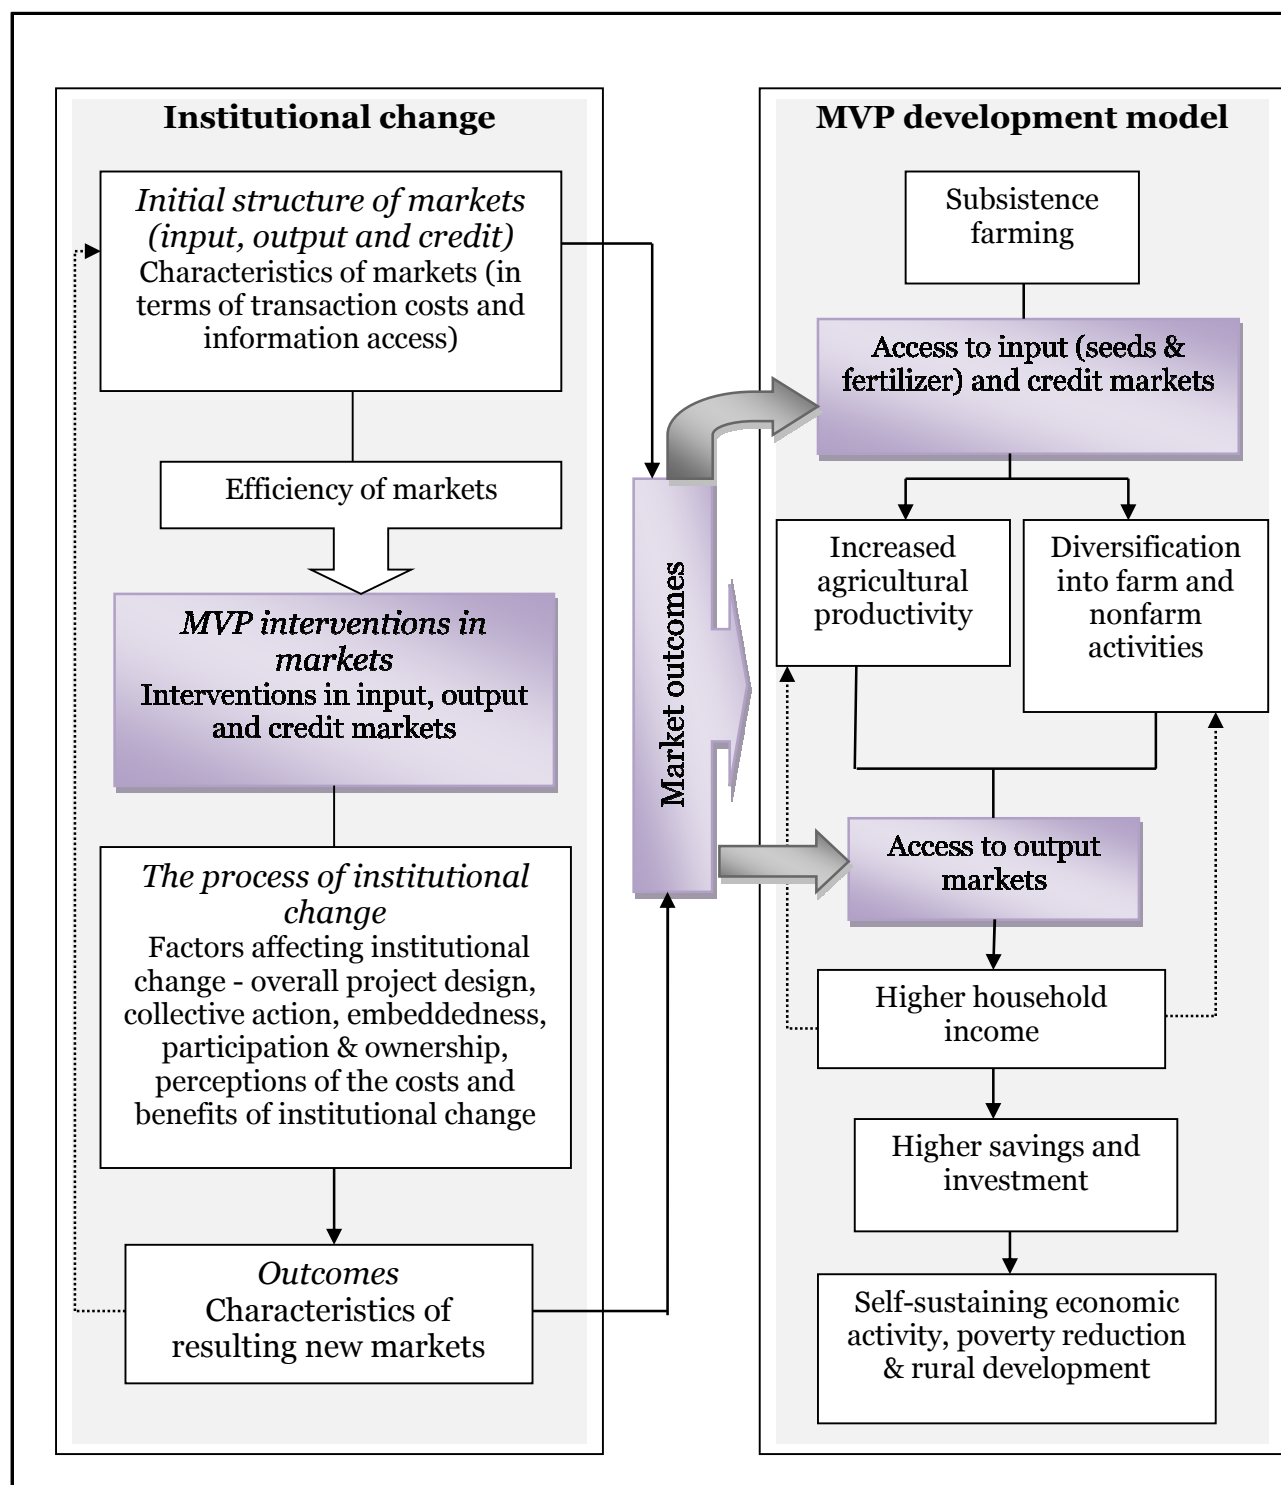 Institutional change
Initial structure of markets
(input, output and credit)
Characteristics of markets (in
terms of transaction costs and
information access)
Efficiency of markets
MVP interventions in
markets
Interventions in input, output
and credit markets
The process of institutional
change
Factors affecting institutional
change - overall project design,
collective action, embeddedness,
participation & ownership,
perceptions of the costs and
benefits of institutional change
Outcomes
Characteristics of
resulting new markets
Market outcomes
MVP development model
Subsistence
farming
Access to input (seeds &
fertilizer) and credit markets
Increased
agricultural
productivity
Diversification
into farm and
nonfarm
activities
Access to output
markets
Higher household
income
Higher savings and
investment
Self-sustaining economic
activity, poverty reduction
& rural development